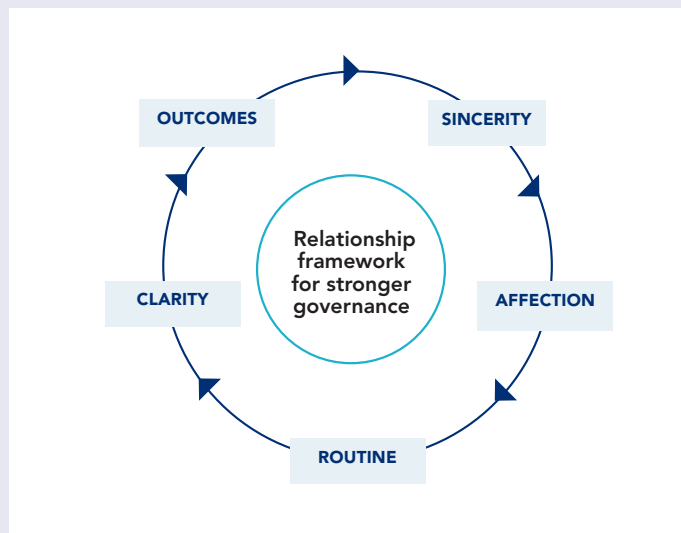 OUTCOMES
SINCERITY
Relationship
framework
for stronger
governance
CLARITY
AFFECTION
ROUTINE